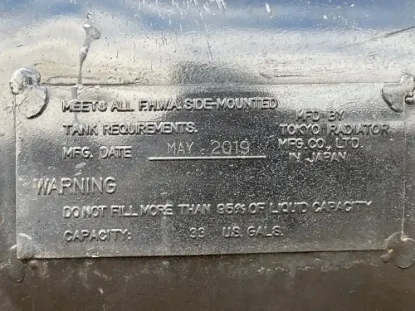 MEETS ALL F.H.W.A. SIDE-MOUNTED
TANK REQUIREMENTS.
MFG. DATE MAY. 2019
MFD BY
TOKYO RADIATOR
MFG.CO., LTD.
IN JAPAN
WARNING
DO NOT FILL MORE THAN 95% OF LIQUID CAPACITY
CAPACITY: 33 U.S. GALS.